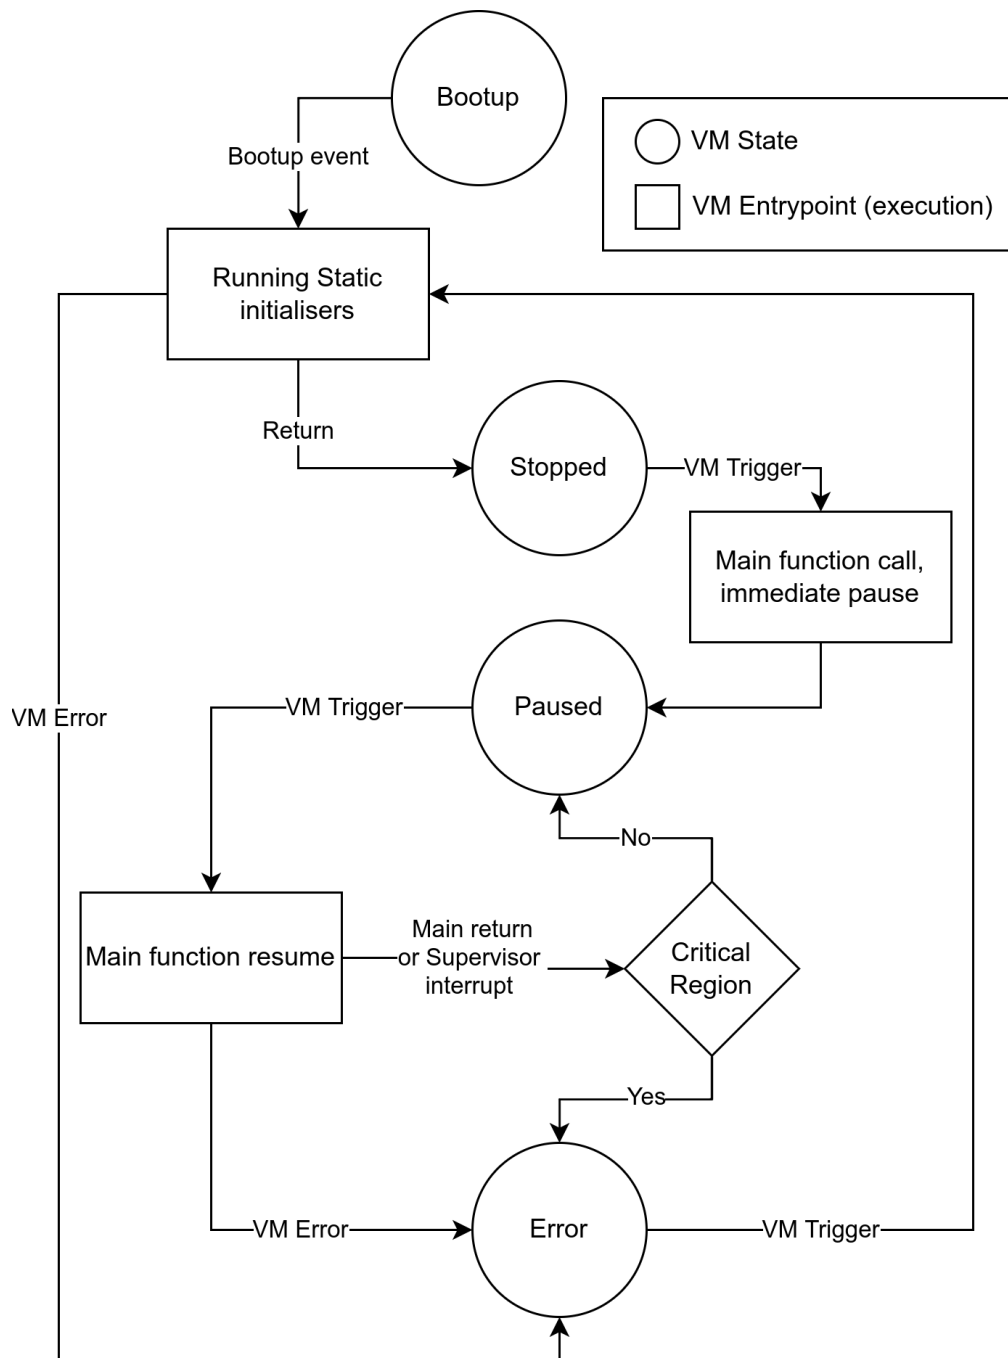 Bootup
VM State
Bootup event
VM Entrypoint (execution)
Running Static
initialisers
Return
Stopped
VM Trigger
Main function call,
immediate pause
VM Error
VM Trigger
Paused
No
Main function resume
Main return
or Supervisor
interrupt
Critical
Region
Yes
VM Error
Error
VM Trigger